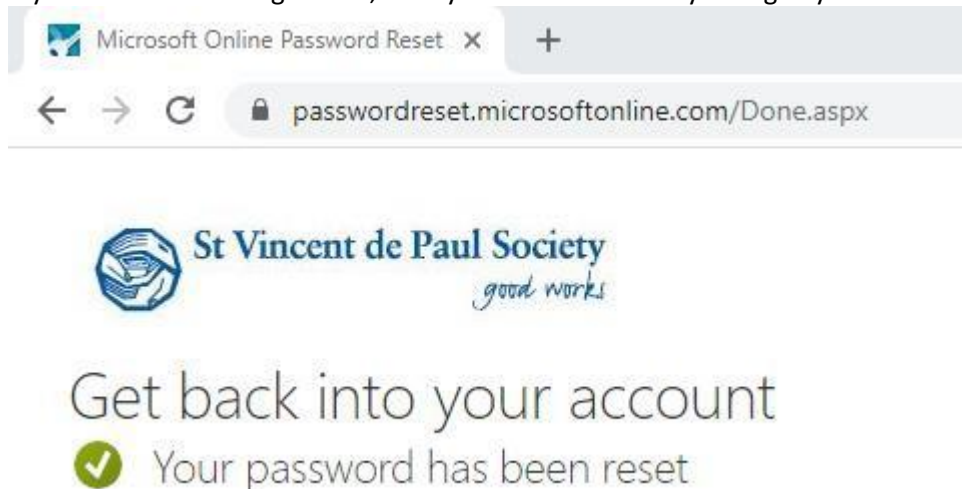 Microsoft Online Password Reset
passwordreset.microsoftonline.com/Done.aspx
St Vincent de Paul Society
good works
Get back into your account
Your password has been reset